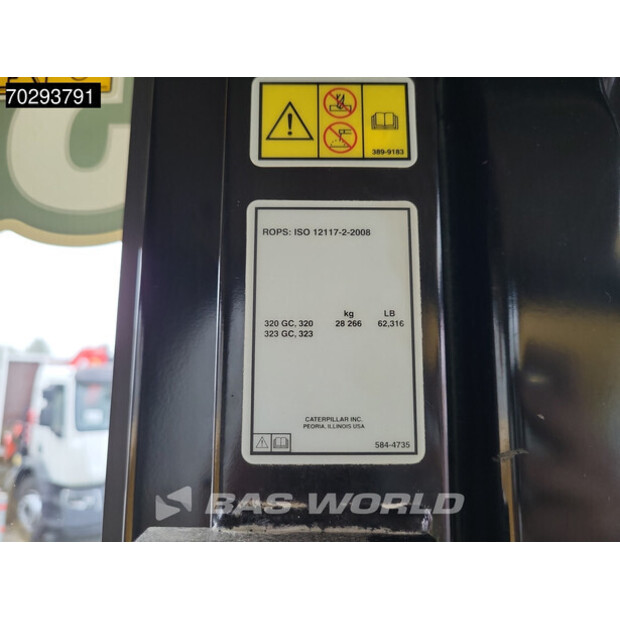 70293791
389-9183
ROPS: ISO 12117-2-2008
kg LB
320 GC, 320 28 266 62,316
323 GC, 323
CATERPILLAR INC.
PEORIA, ILLINOIS USA
584-4735
BAS WORLD